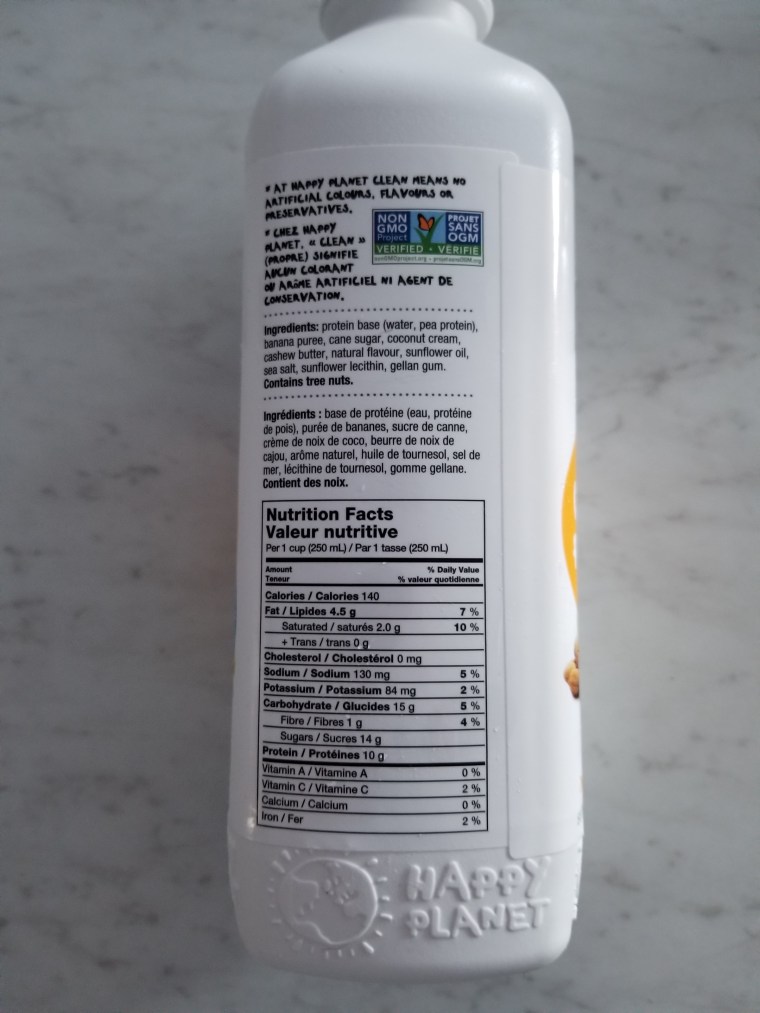 * AT HAPPY PLANET CLEAN MEANS NO
ARTIFICIAL COLOURS, FLAVOURS OR
PRESERVATIVES.
* CHEZ HAPPY
PLANET, « CLEAN »
(PROPRE) SIGNIFIE
AUCUN COLORANT
OU ARÔME ARTIFICIEL NI AGENT DE
CONSERVATION.
NON
GMO
Project
PROJET
SANS
OGM
VERIFIED • VÉRIFIÉ
nonGMOproject.org • projetsansOGM.org
Ingredients: protein base (water, pea protein),
banana puree, cane sugar, coconut cream,
cashew butter, natural flavour, sunflower oil,
sea salt, sunflower lecithin, gellan gum.
Contains tree nuts.
Ingrédients : base de protéine (eau, protéine
de pois), purée de bananes, sucre de canne,
crème de noix de coco, beurre de noix de
cajou, arôme naturel, huile de tournesol, sel de
mer, lécithine de tournesol, gomme gellane.
Contient des noix.
Nutrition Facts
Valeur nutritive
Per 1 cup (250 mL) / Par 1 tasse (250 mL)
Amount % Daily Value
Teneur % valeur quotidienne
Calories / Calories 140
Fat / Lipides 4.5 g 7 %
Saturated / saturés 2.0 g 10 %
+ Trans / trans 0 g
Cholesterol / Cholestérol 0 mg
Sodium / Sodium 130 mg 5 %
Potassium / Potassium 84 mg 2 %
Carbohydrate / Glucides 15 g 5 %
Fibre / Fibres 1 g 4 %
Sugars / Sucres 14 g
Protein / Protéines 10 g
Vitamin A / Vitamine A 0 %
Vitamin C / Vitamine C 2 %
Calcium / Calcium 0 %
Iron / Fer 2 %
HAPPY
PLANET